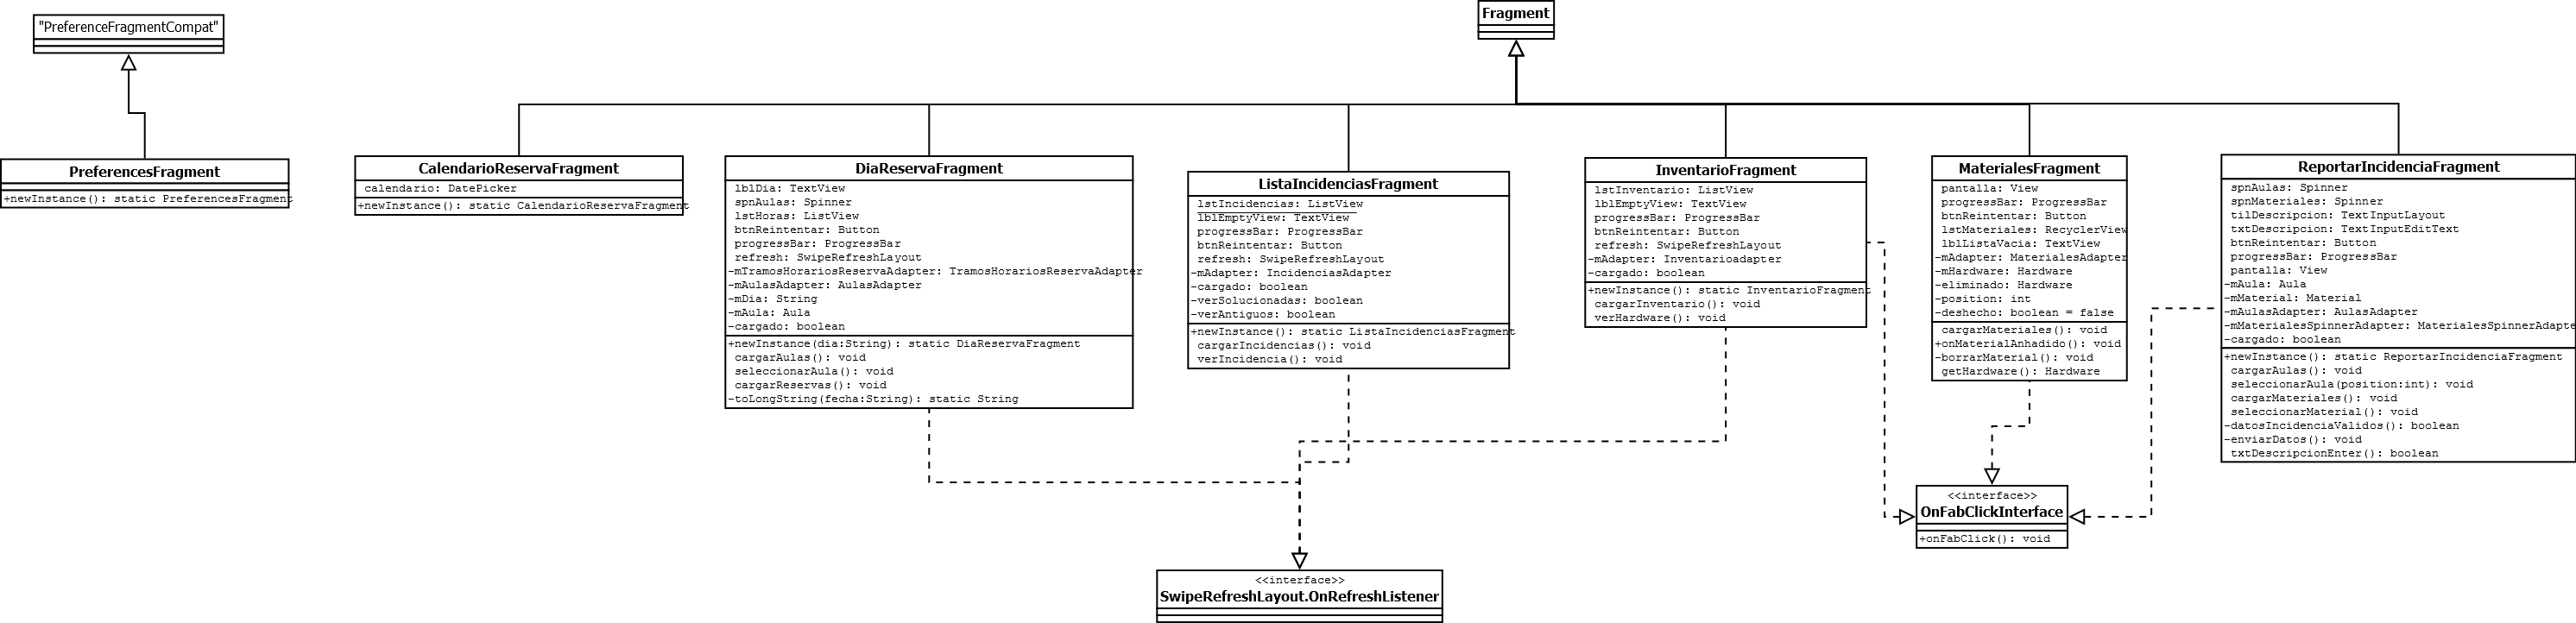 "PreferenceFragmentCompat"
Fragment
PreferencesFragment
+newInstance(): static PreferencesFragment
CalendarioReservaFragment
calendario: DatePicker
+newInstance(): static CalendarioReservaFragment
DiaReservaFragment
lblDia: TextView
spnAulas: Spinner
lstHoras: ListView
btnReintentar: Button
progressBar: ProgressBar
refresh: SwipeRefreshLayout
-mTramosHorariosReservaAdapter: TramosHorariosReservaAdapter
-mAulasAdapter: AulasAdapter
-mDia: String
-mAula: Aula
-cargado: boolean
+newInstance(dia:String): static DiaReservaFragment
cargarAulas(): void
seleccionarAula(): void
cargarReservas(): void
-toLongString(fecha:String): static String
ListaIncidenciasFragment
lstIncidencias: ListView
lblEmptyView: TextView
progressBar: ProgressBar
btnReintentar: Button
refresh: SwipeRefreshLayout
-mAdapter: IncidenciasAdapter
-cargado: boolean
-verSolucionadas: boolean
-verAntiguos: boolean
+newInstance(): static ListaIncidenciasFragment
cargarIncidencias(): void
verIncidencia(): void
InventarioFragment
lstInventario: ListView
lblEmptyView: TextView
progressBar: ProgressBar
btnReintentar: Button
refresh: SwipeRefreshLayout
-mAdapter: Inventarioadapter
-cargado: boolean
+newInstance(): static InventarioFragment
cargarInventario(): void
verHardware(): void
MaterialesFragment
pantalla: View
progressBar: ProgressBar
btnReintentar: Button
lstMateriales: RecyclerView
lblListaVacia: TextView
-mAdapter: MaterialesAdapter
-mHardware: Hardware
-eliminado: Hardware
-position: int
-deshecho: boolean = false
cargarMateriales(): void
+onMaterialAnhadido(): void
-borrarMaterial(): void
getHardware(): Hardware
ReportarIncidenciaFragment
spnAulas: Spinner
spnMateriales: Spinner
tilDescripcion: TextInputLayout
txtDescripcion: TextInputEditText
btnReintentar: Button
progressBar: ProgressBar
pantalla: View
-mAula: Aula
-mMaterial: Material
-mAulasAdapter: AulasAdapter
-mMaterialesSpinnerAdapter: MaterialesSpinnerAdapte
-cargado: boolean
+newInstance(): static ReportarIncidenciaFragment
cargarAulas(): void
seleccionarAula(position:int): void
cargarMateriales(): void
seleccionarMaterial(): void
-datosIncidenciaValidos(): boolean
-enviarDatos(): void
txtDescripcionEnter(): boolean
<<interface>>
OnFabClickInterface
+onFabClick(): void
<<interface>>
SwipeRefreshLayout.OnRefreshListener